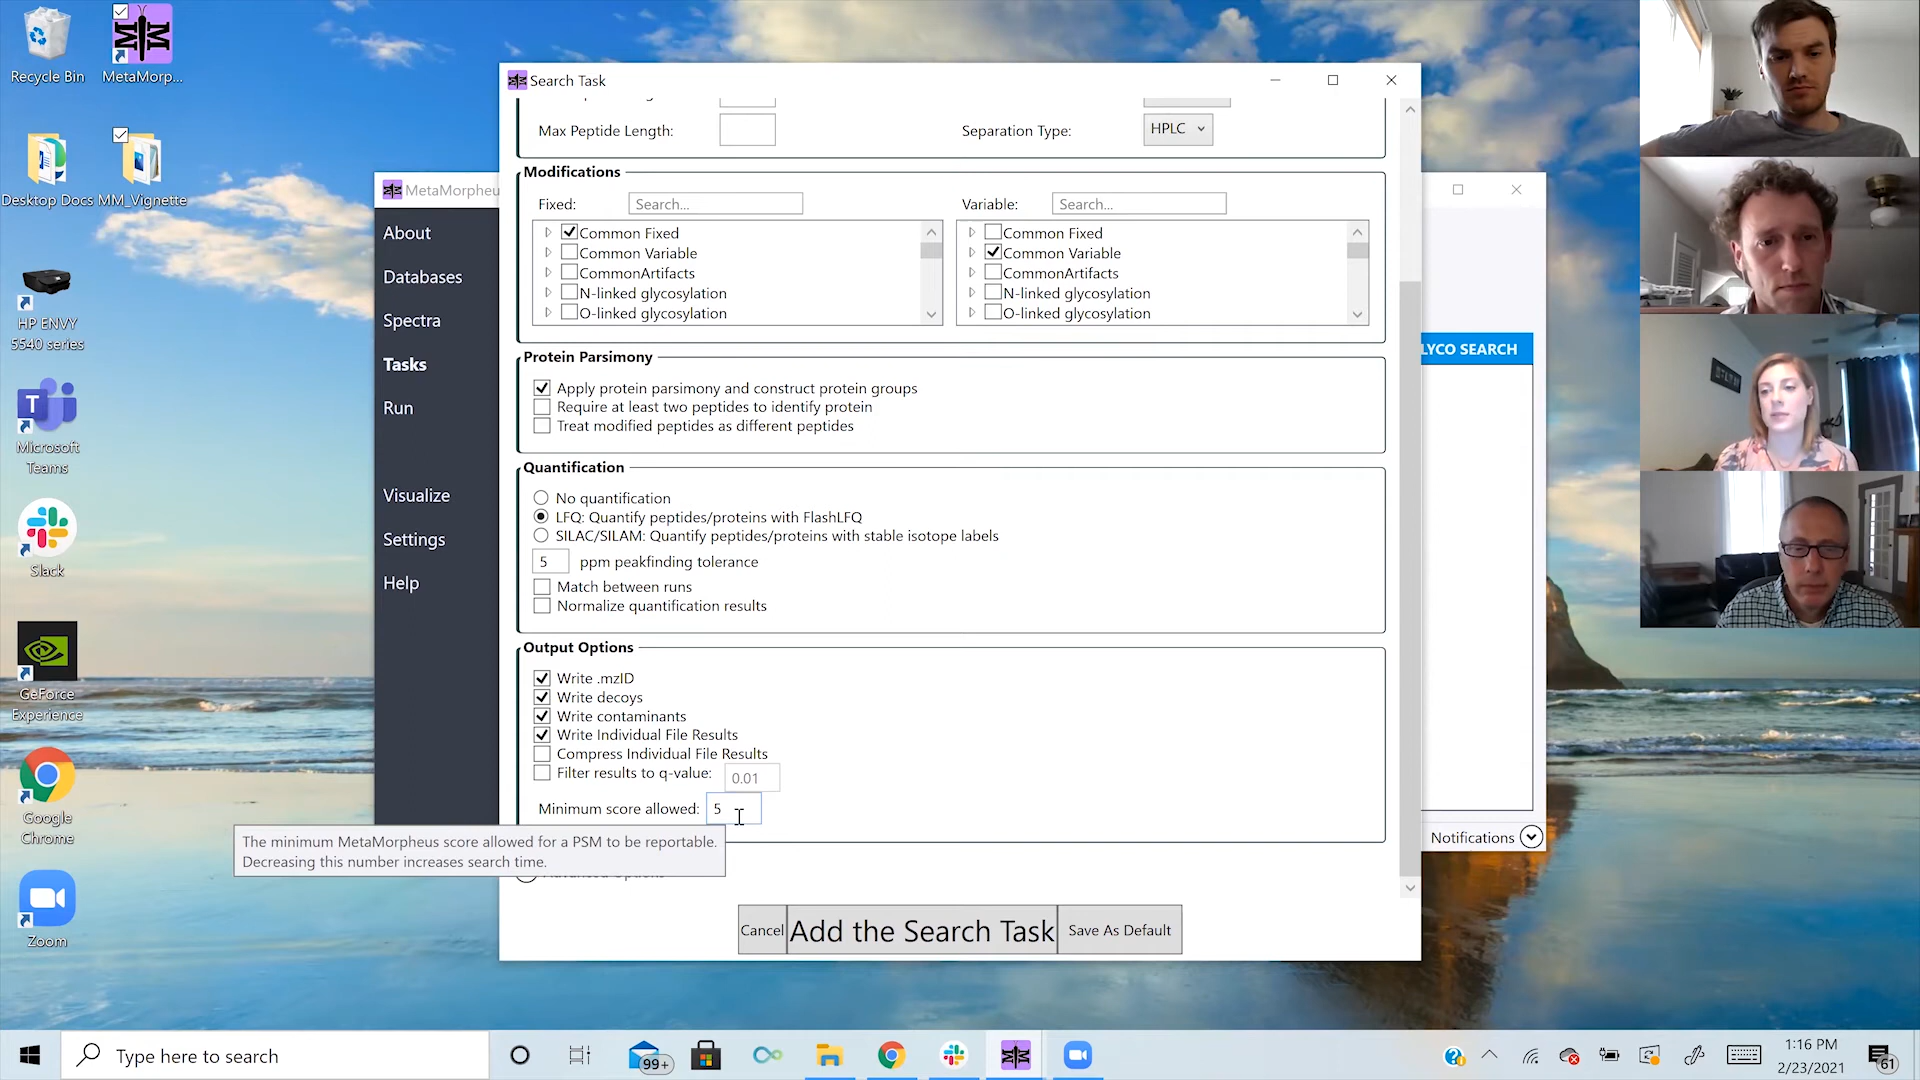 Recycle Bin
MetaMorp...
Desktop Docs
MM_Vignette
HP ENVY
5540 series
Microsoft
Teams
Slack
GeForce
Experience
Google
Chrome
Zoom
MetaMorpheu
About
Databases
Spectra
Tasks
Run
Visualize
Settings
Help
Search Task
Max Peptide Length:
Separation Type:
HPLC
Modifications
Fixed:
Search...
Common Fixed
Common Variable
CommonArtifacts
N-linked glycosylation
O-linked glycosylation
Variable:
Search...
Common Fixed
Common Variable
CommonArtifacts
N-linked glycosylation
O-linked glycosylation
Protein Parsimony
Apply protein parsimony and construct protein groups
Require at least two peptides to identify protein
Treat modified peptides as different peptides
Quantification
No quantification
LFQ: Quantify peptides/proteins with FlashLFQ
SILAC/SILAM: Quantify peptides/proteins with stable isotope labels
5 ppm peakfinding tolerance
Match between runs
Normalize quantification results
Output Options
Write .mzID
Write decoys
Write contaminants
Write Individual File Results
Compress Individual File Results
Filter results to q-value: 0.01
Minimum score allowed: 5
The minimum MetaMorpheus score allowed for a PSM to be reportable.
Decreasing this number increases search time.
Cancel
Add the Search Task
Save As Default
LYCO SEARCH
Notifications
Type here to search
99+
1:16 PM
2/23/2021
61